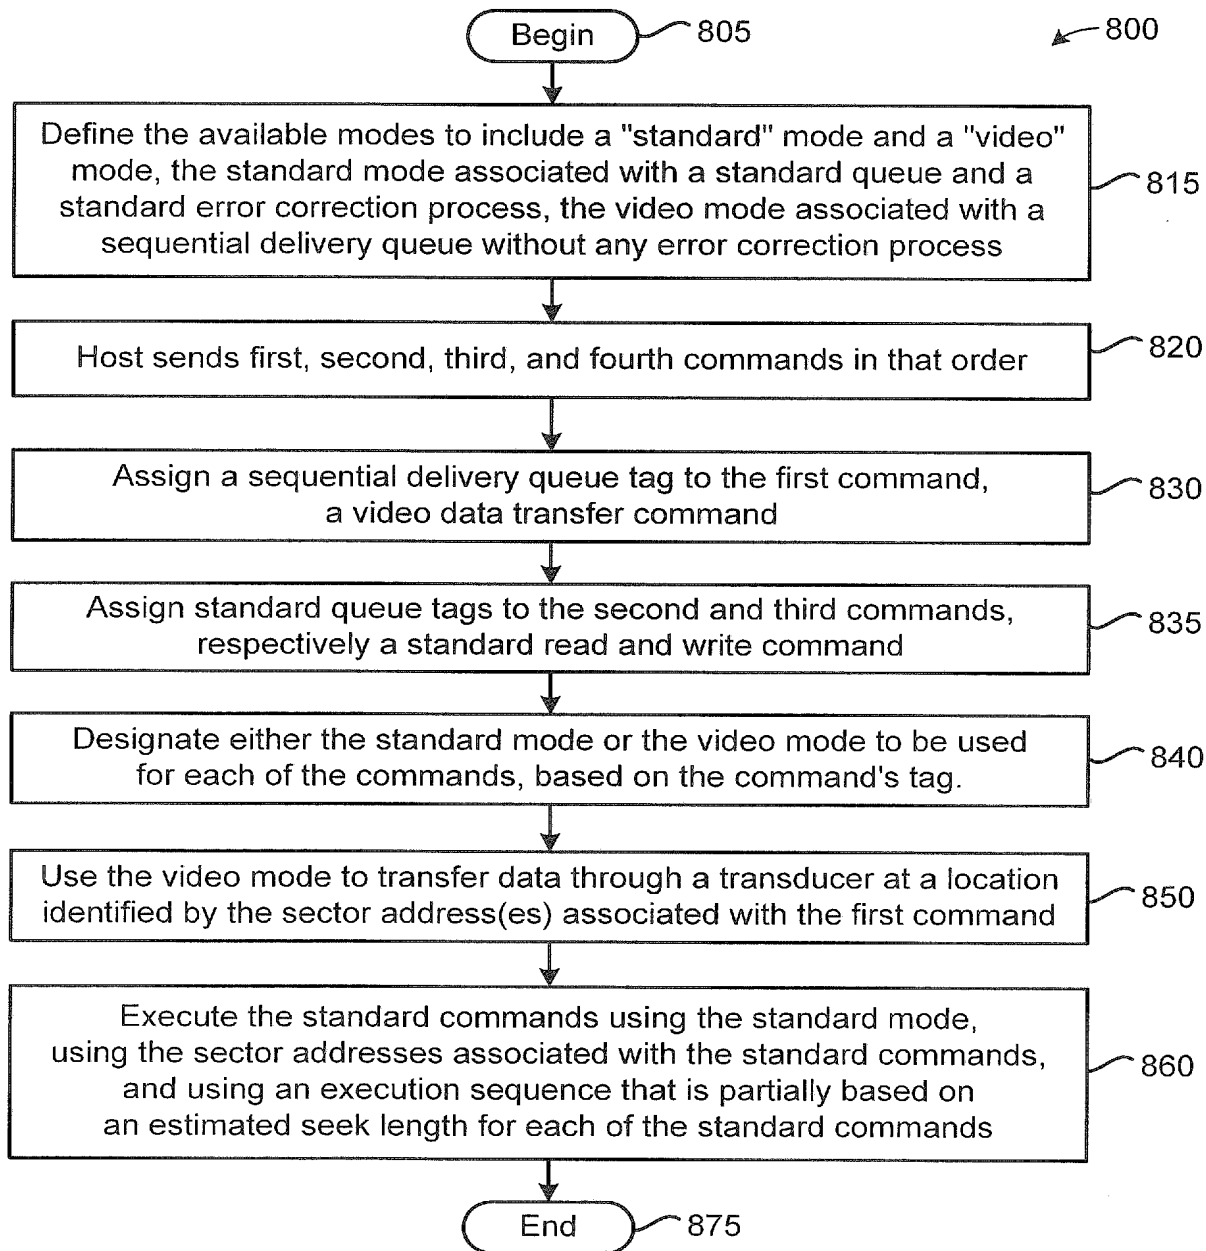 Begin
805
800
Define the available modes to include a "standard" mode and a "video"
mode, the standard mode associated with a standard queue and a
standard error correction process, the video mode associated with a
sequential delivery queue without any error correction process
815
Host sends first, second, third, and fourth commands in that order
820
Assign a sequential delivery queue tag to the first command,
a video data transfer command
830
Assign standard queue tags to the second and third commands,
respectively a standard read and write command
835
Designate either the standard mode or the video mode to be used
for each of the commands, based on the command's tag.
840
Use the video mode to transfer data through a transducer at a location
identified by the sector address(es) associated with the first command
850
Execute the standard commands using the standard mode,
using the sector addresses associated with the standard commands,
and using an execution sequence that is partially based on
an estimated seek length for each of the standard commands
860
End
875